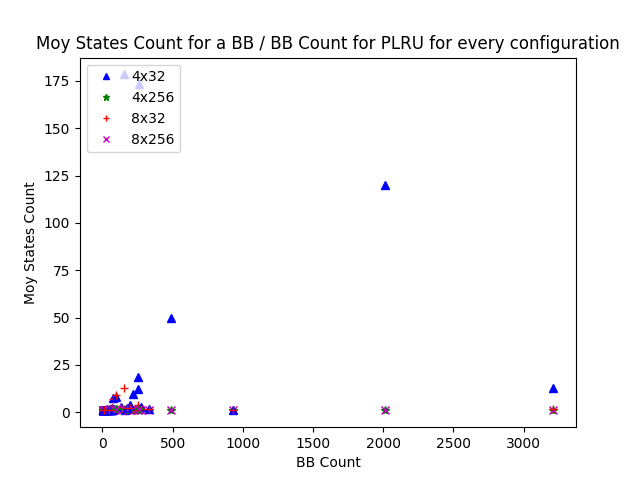 Moy States Count for a BB / BB Count for PLRU for every configuration
4x32
4x256
8x32
8x256
175
150
125
100
75
50
25
0
Moy States Count
0 500 1000 1500 2000 2500 3000
BB Count